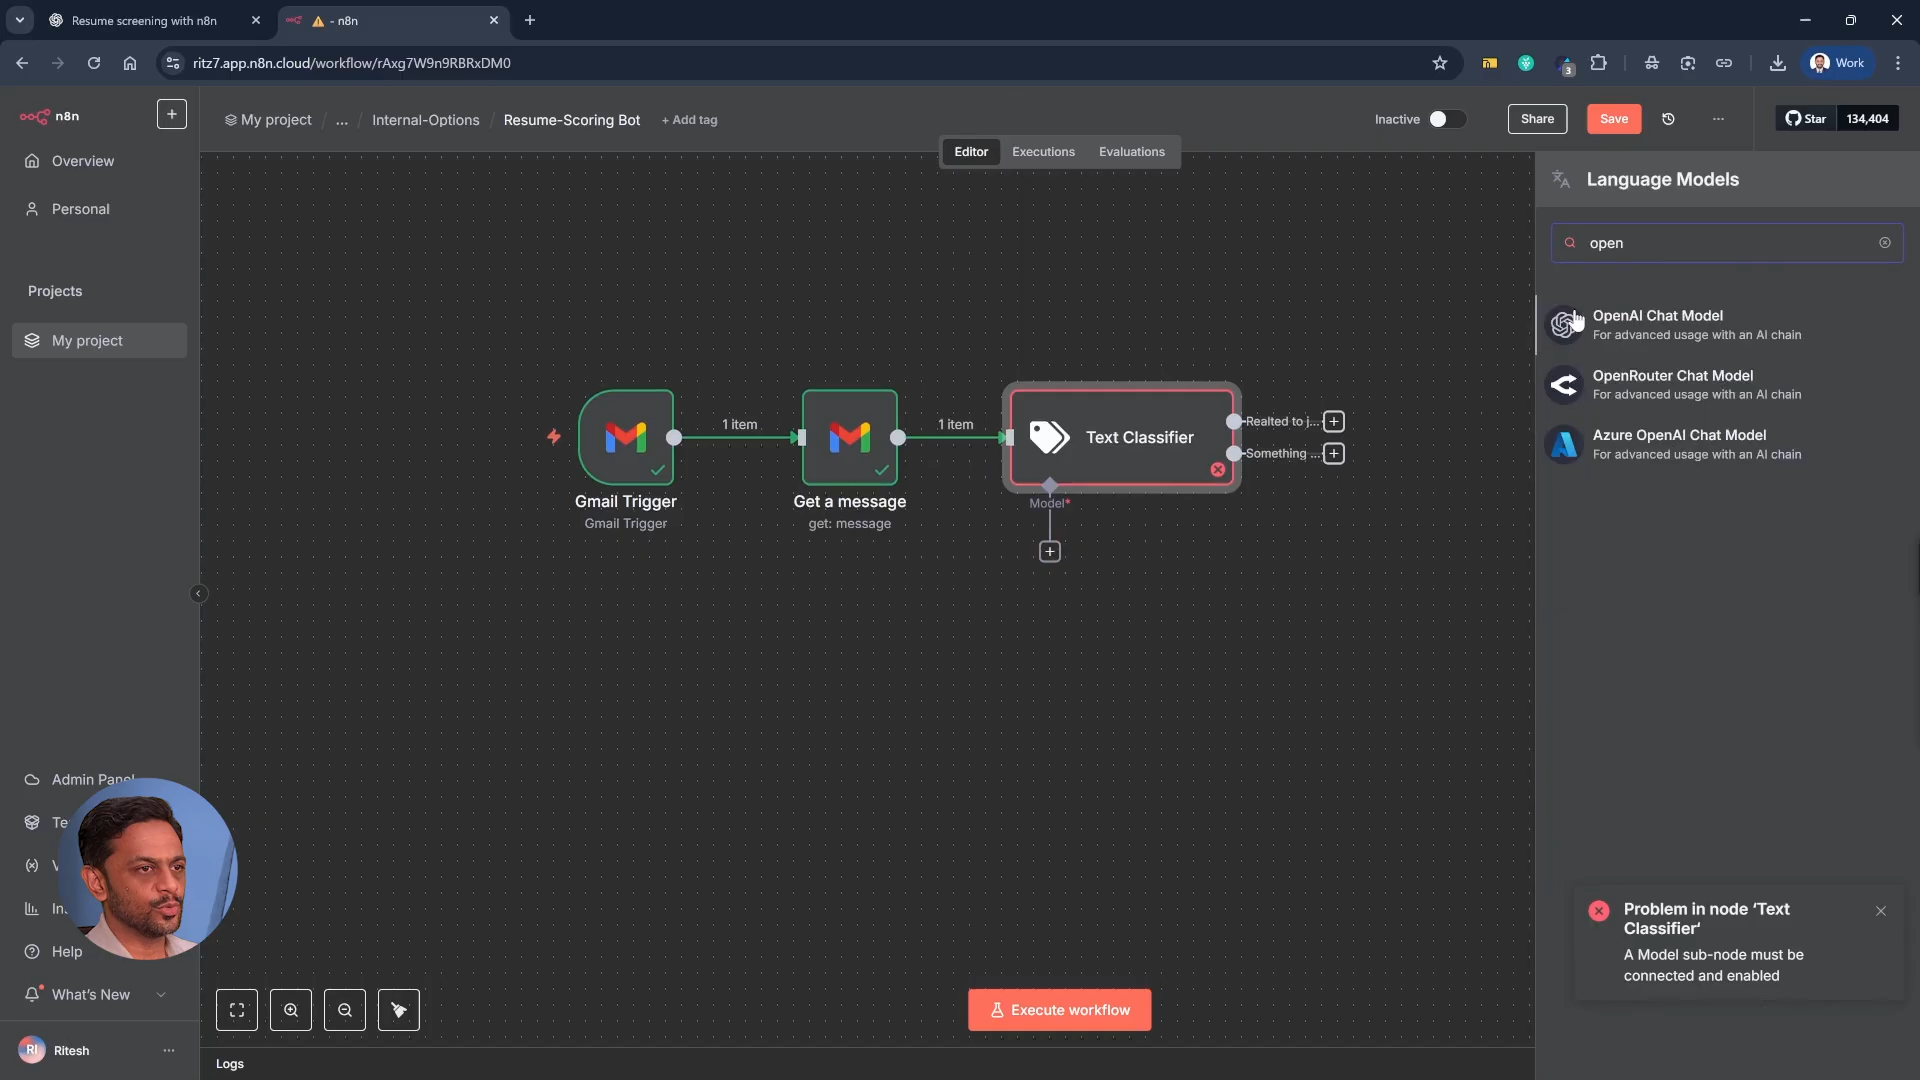 Resume screening with n8n
- n8n
ritz7.app.n8n.cloud/workflow/rAxg7W9n9RBRxDM0
3
Work
n8n
My project / ... / Internal-Options / Resume-Scoring Bot + Add tag
Inactive
Share
Save
Star
134,404
Editor
Executions
Evaluations
Overview
Personal
Projects
My project
Admin Panel
Help
What's New
RI
Ritesh
Language Models
open
OpenAI Chat Model
For advanced usage with an AI chain
OpenRouter Chat Model
For advanced usage with an AI chain
Azure OpenAI Chat Model
For advanced usage with an AI chain
1 item
1 item
Text Classifier
Realted to j...
Something ...
Model*
Gmail Trigger
Gmail Trigger
Get a message
get: message
Problem in node ‘Text
Classifier‘
A Model sub-node must be
connected and enabled
Execute workflow
Logs